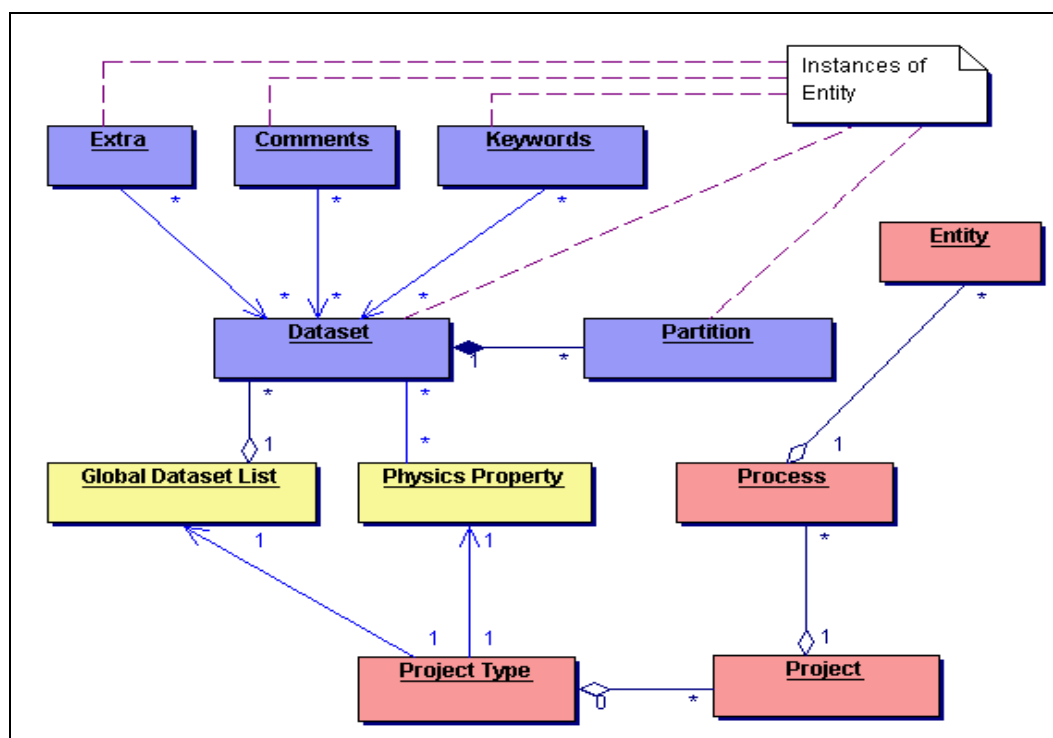 Instances of
Entity
Extra
Comments
Keywords
*
*
*
Entity
*
*
*
*
Dataset
1
*
Partition
*
*
*
1
1
Global Dataset List
Physics Property
Process
1
1
*
1
1
1
Project Type
0
*
Project